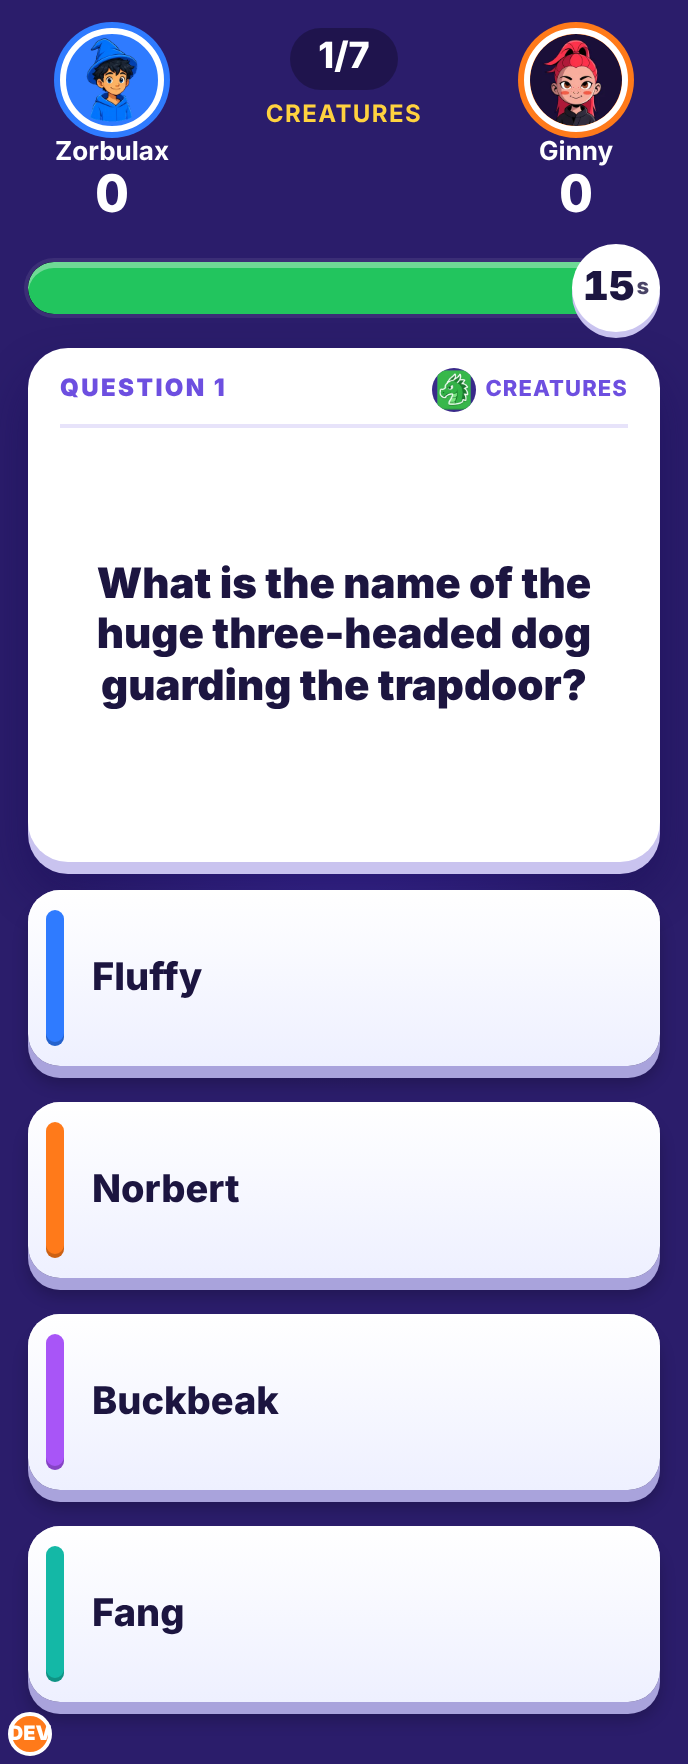 1/7
CREATURES
Zorbulax
0
Ginny
0
15s
QUESTION 1
CREATURES
What is the name of the
huge three-headed dog
guarding the trapdoor?
Fluffy
Norbert
Buckbeak
Fang
DEV